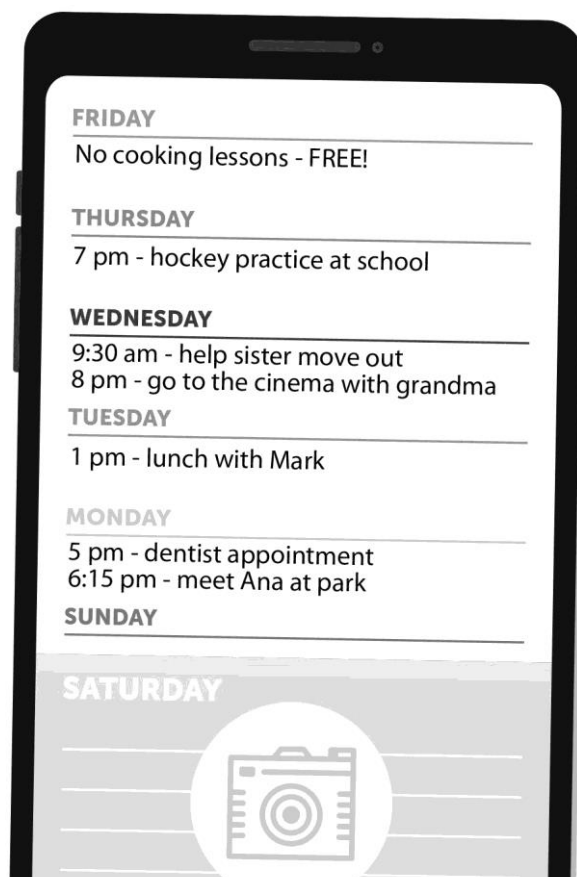 FRIDAY
No cooking lessons - FREE!
THURSDAY
7 pm - hockey practice at school
WEDNESDAY
9:30 am - help sister move out
8 pm - go to the cinema with grandma
TUESDAY
1 pm - lunch with Mark
MONDAY
5 pm - dentist appointment
6:15 pm - meet Ana at park
SUNDAY
SATURDAY